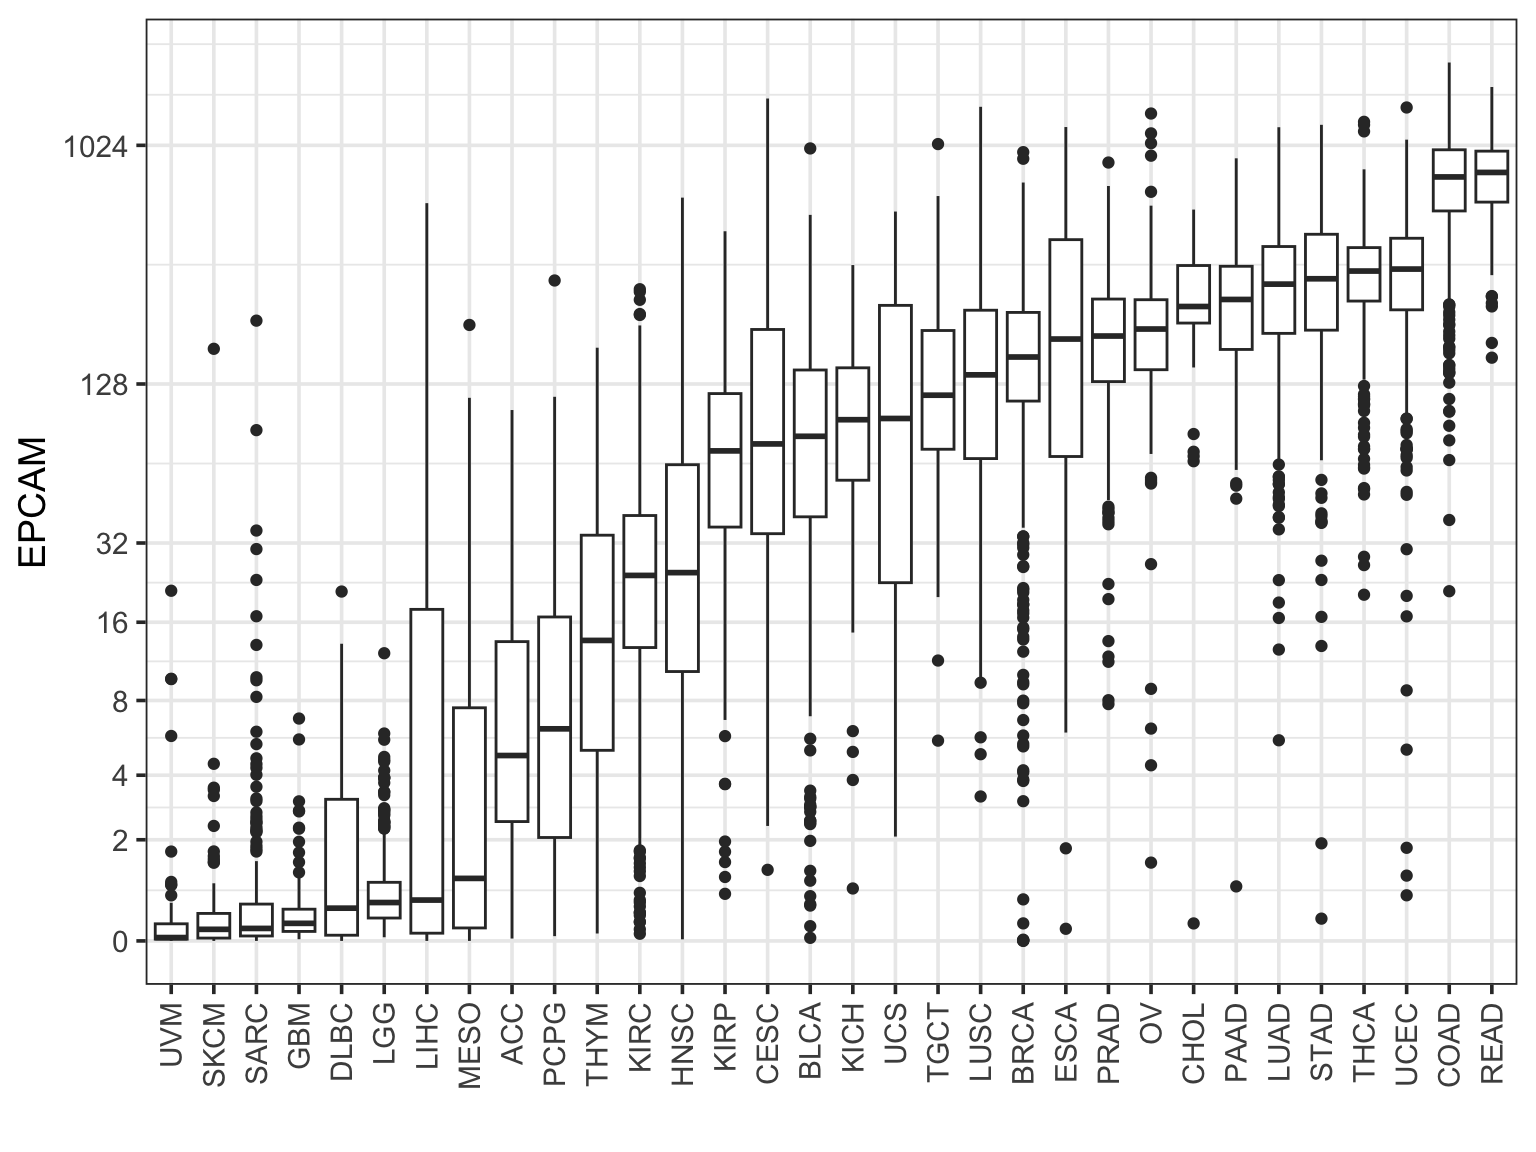 EPCAM
1024
128
32
16
8
4
2
0
UVM
SKCM
SARC
GBM
DLBC
LGG
LIHC
MESO
ACC
PCPG
THYM
KIRC
HNSC
KIRP
CESC
BLCA
KICH
UCS
TGCT
LUSC
BRCA
ESCA
PRAD
OV
CHOL
PAAD
LUAD
STAD
THCA
UCEC
COAD
READ